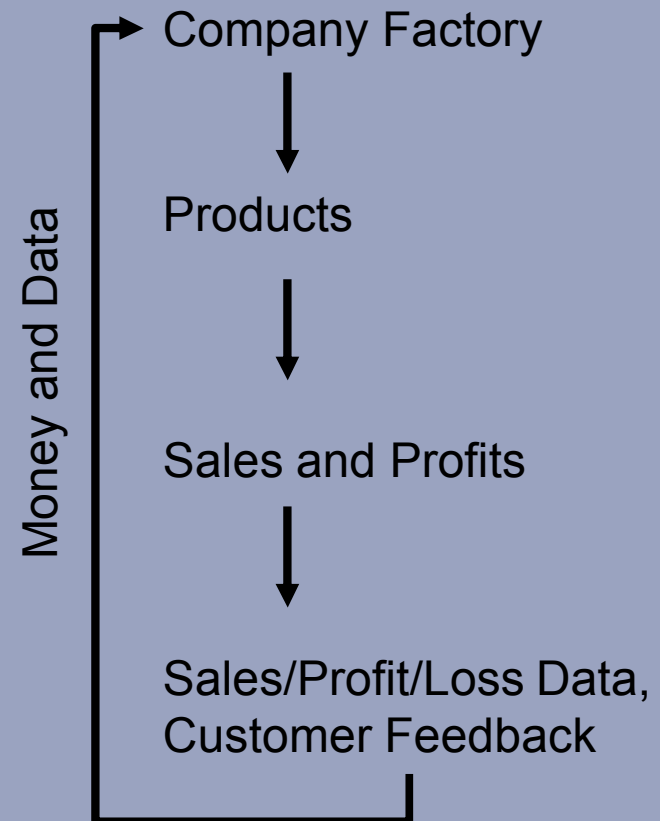 Company Factory
Products
Money and Data
Sales and Profits
Sales/Profit/Loss Data,
Customer Feedback